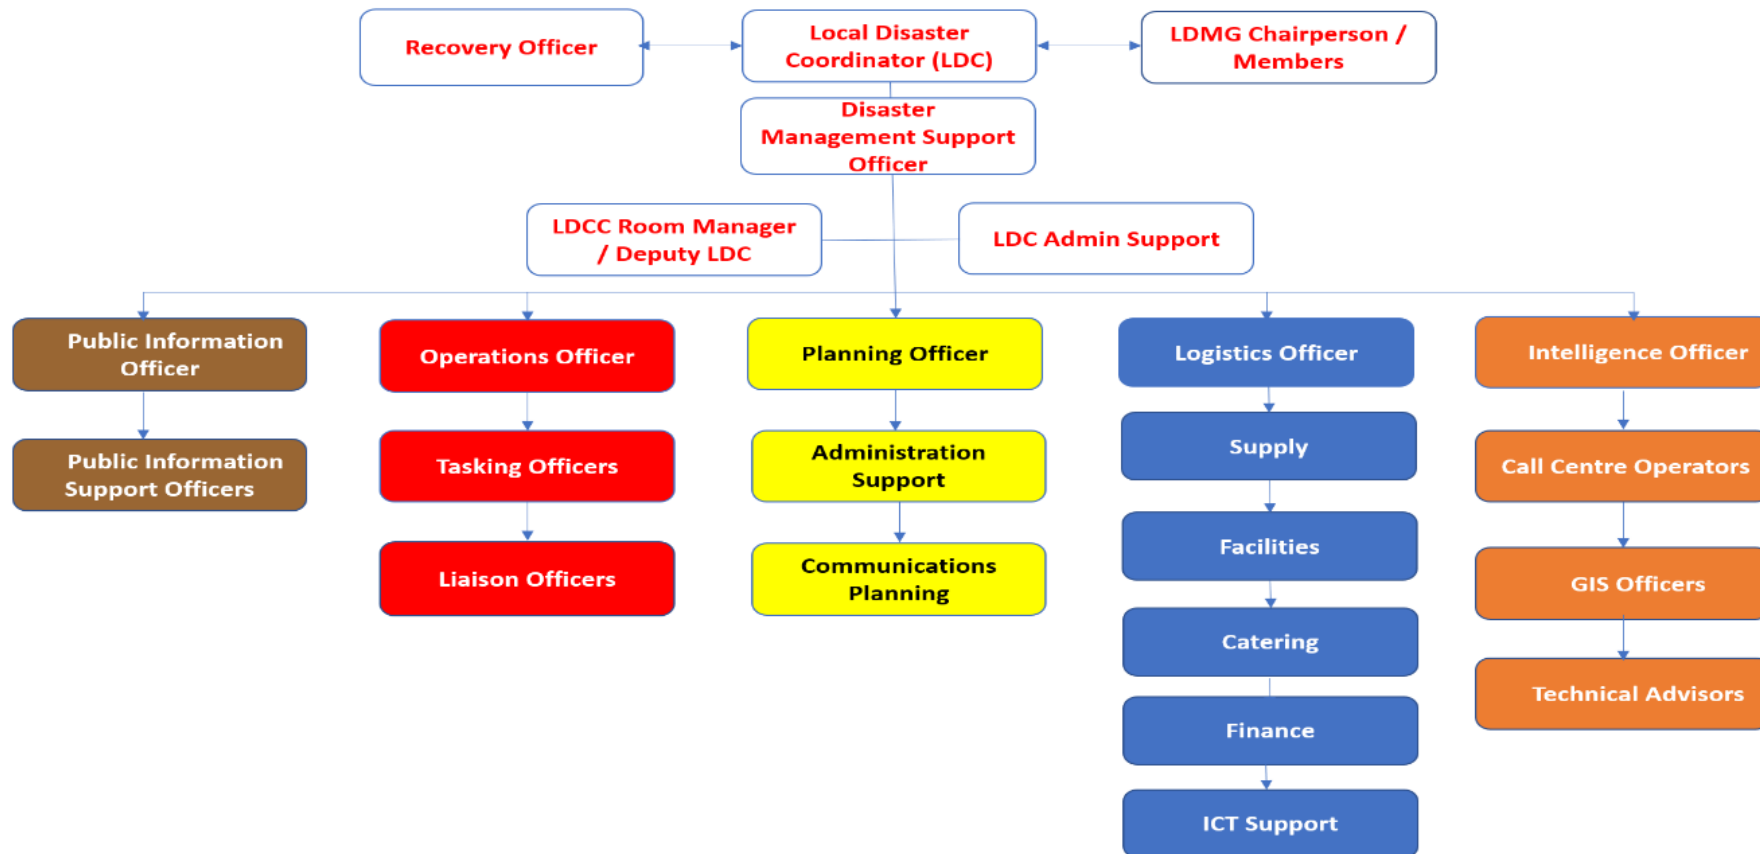 Recovery Officer
Local Disaster
Coordinator (LDC)
LDMG Chairperson /
Members
Disaster
Management Support
Officer
LDCC Room Manager
/ Deputy LDC
LDC Admin Support
Public Information
Officer
Operations Officer
Planning Officer
Logistics Officer
Intelligence Officer
Public Information
Support Officers
Tasking Officers
Administration
Support
Supply
Call Centre Operators
Liaison Officers
Communications
Planning
Facilities
GIS Officers
Catering
Technical Advisors
Finance
ICT Support